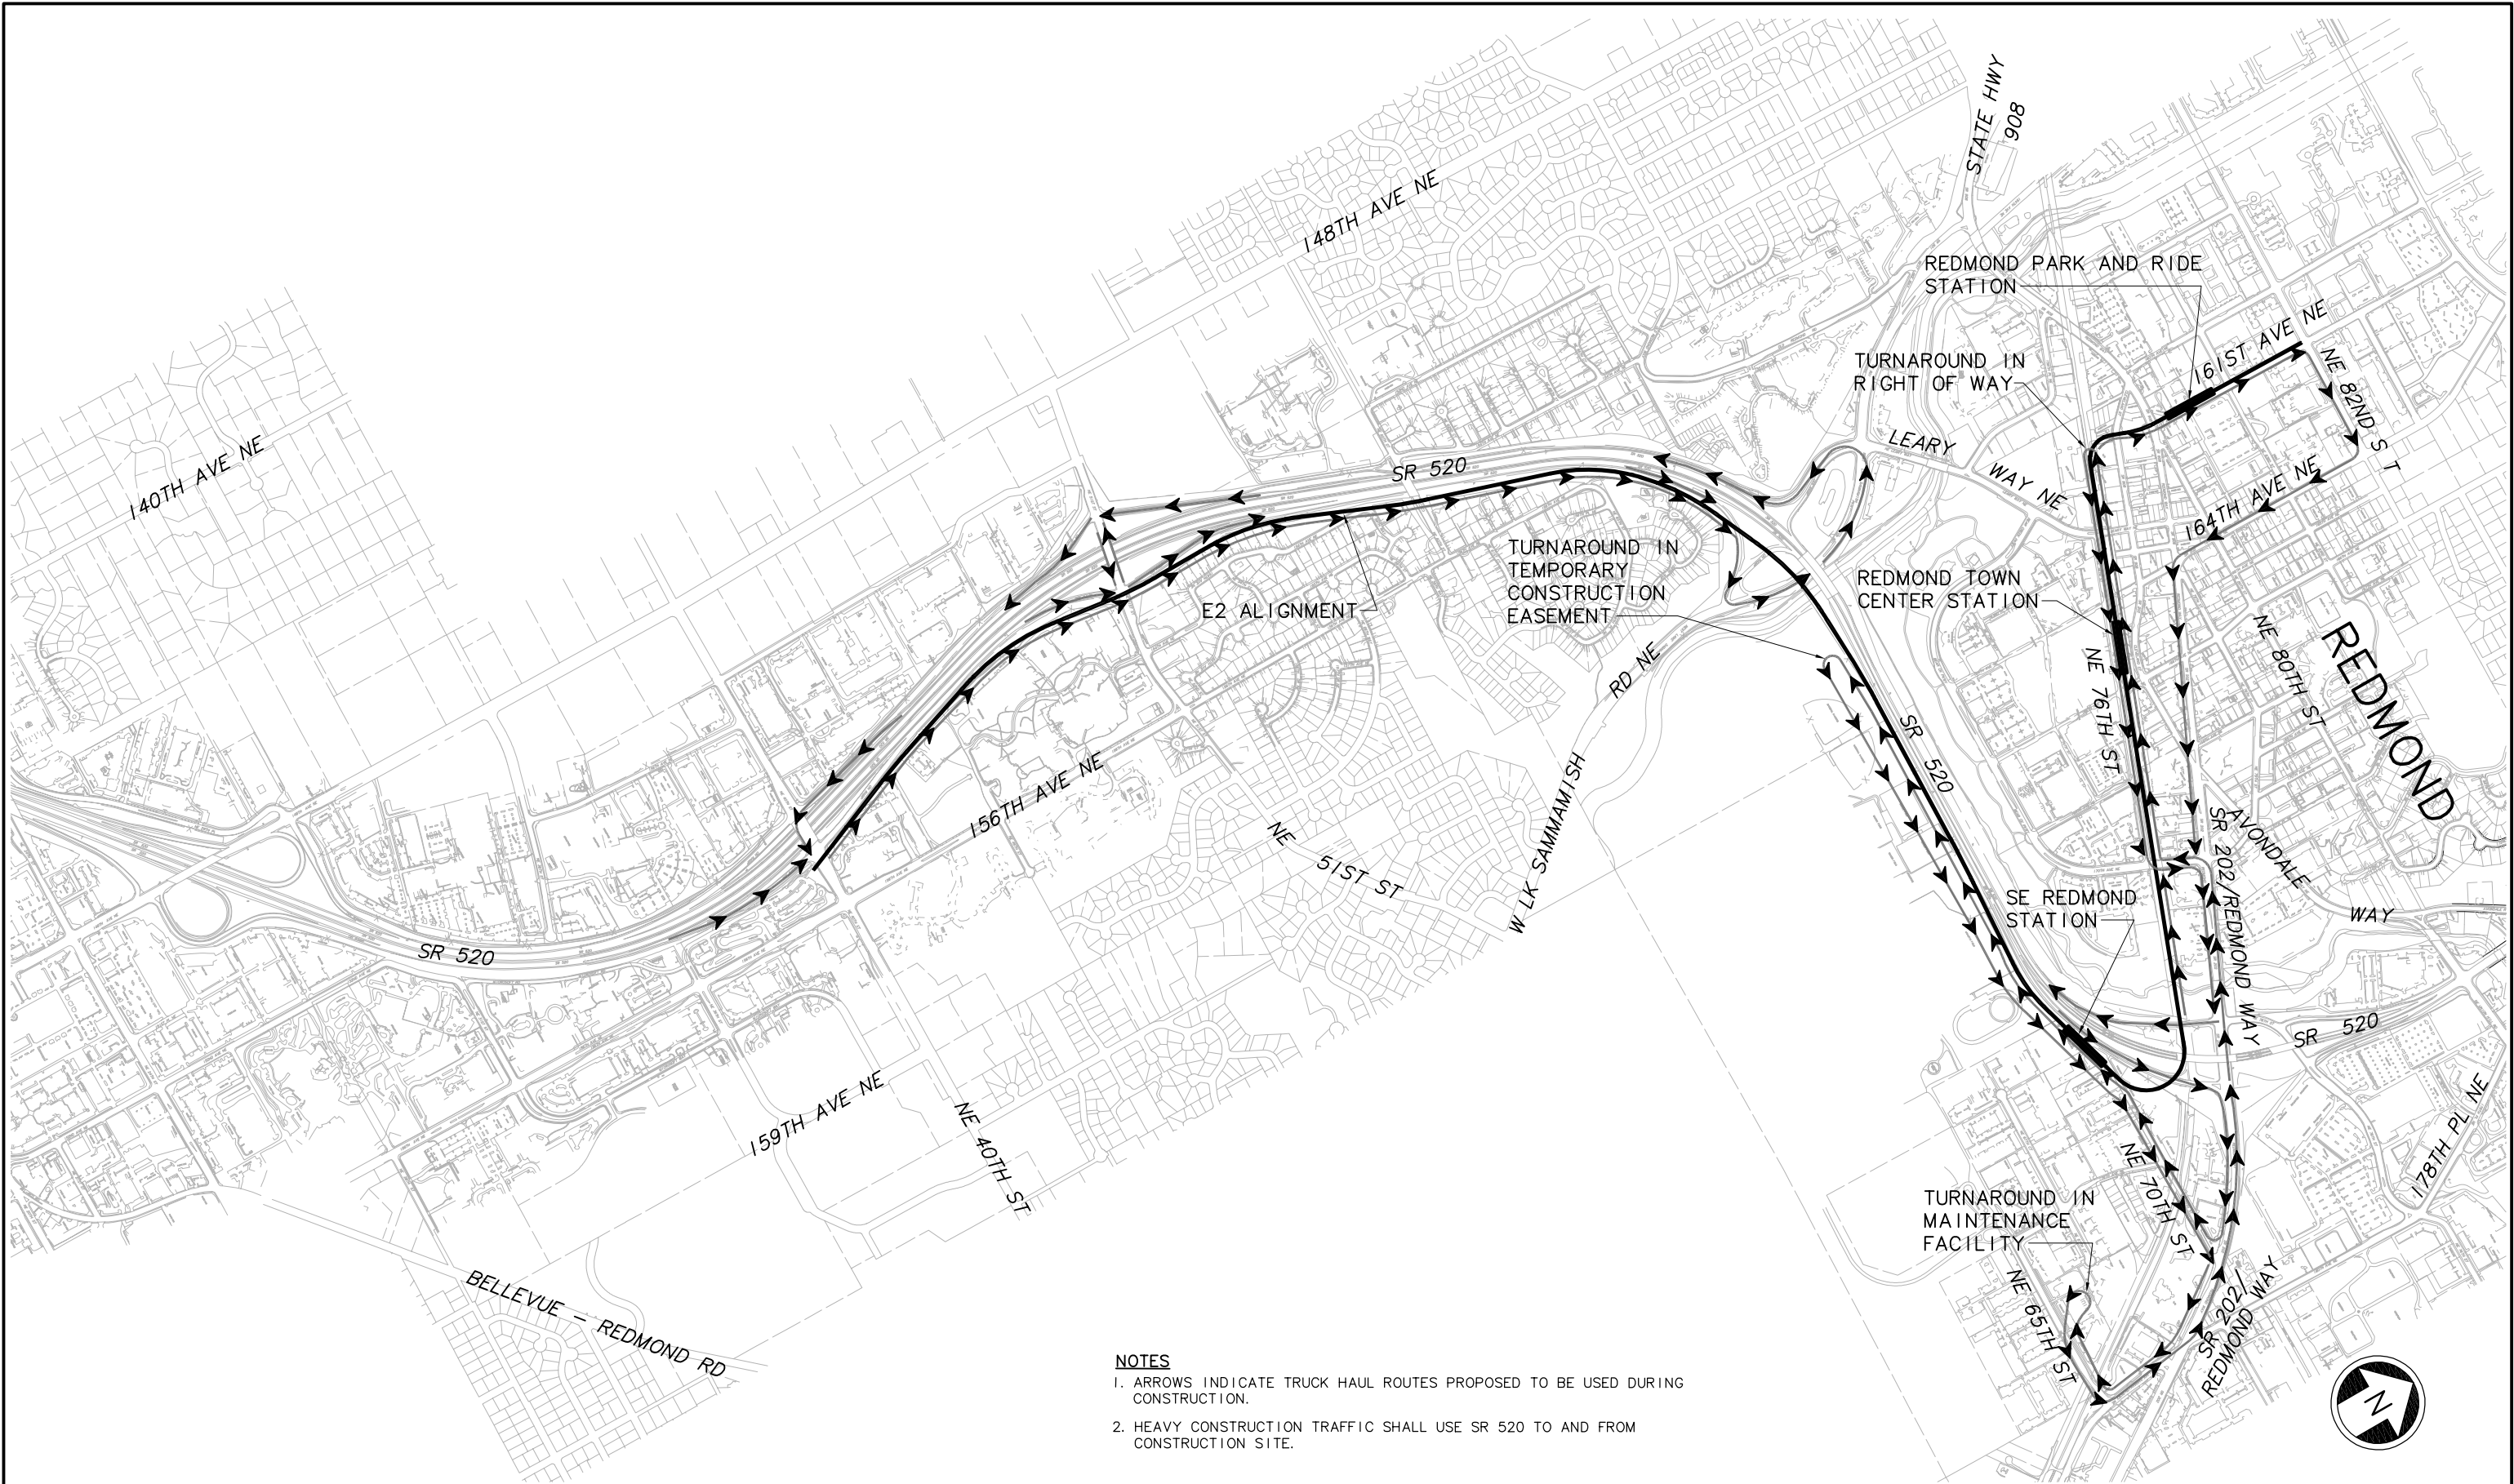 STATE HWY
908
148TH AVE NE
REDMOND PARK AND RIDE
STATION
161ST AVE NE
TURNAROUND IN
RIGHT OF WAY
NE 82ND S T
140TH AVE NE
LEARY
WAY NE
SR 520
164TH AVE NE
TURNAROUND IN
TEMPORARY
CONSTRUCTION
EASEMENT
REDMOND TOWN
CENTER STATION
E2 ALIGNMENT
NE 80TH ST
REDMOND
RD NE
NE 76TH ST
SR 520
156TH AVE NE
NE
51ST ST
W LK SAMMAMISH
AVONDALE
WAY
SR 202/REDMOND WAY
SE REDMOND
STATION
SR 520
SR 520
159TH AVE NE
NE 40TH ST
178TH PL NE
NE 70TH ST
TURNAROUND IN
MAINTENANCE
FACILITY
NE 65TH ST
SR 202/
REDMOND WAY
BELLEVUE - REDMOND RD
NOTES
1. ARROWS INDICATE TRUCK HAUL ROUTES PROPOSED TO BE USED DURING
CONSTRUCTION.
2. HEAVY CONSTRUCTION TRAFFIC SHALL USE SR 520 TO AND FROM
CONSTRUCTION SITE.
N